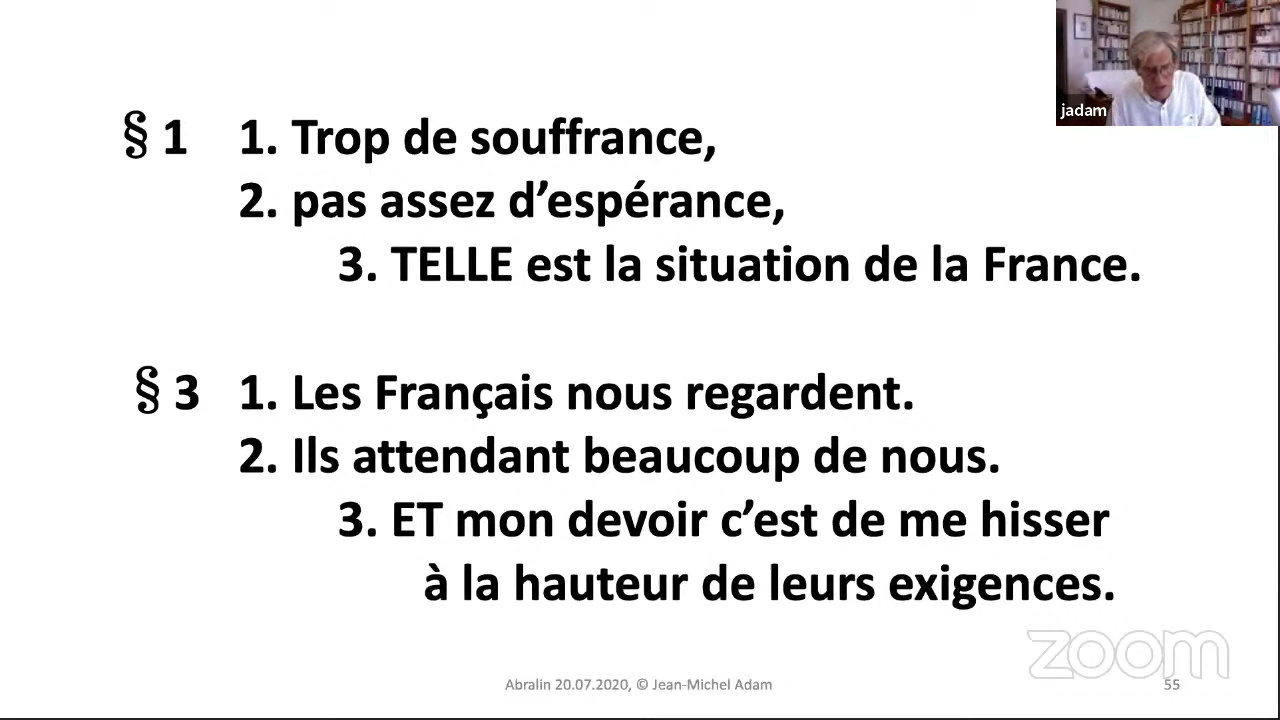 jadam
§ 1 1. Trop de souffrance,
2. pas assez d’espérance,
3. TELLE est la situation de la France.
§ 3 1. Les Français nous regardent.
2. Ils attendant beaucoup de nous.
3. ET mon devoir c’est de me hisser
à la hauteur de leurs exigences.
zoom
Abralin 20.07.2020, © Jean-Michel Adam
55